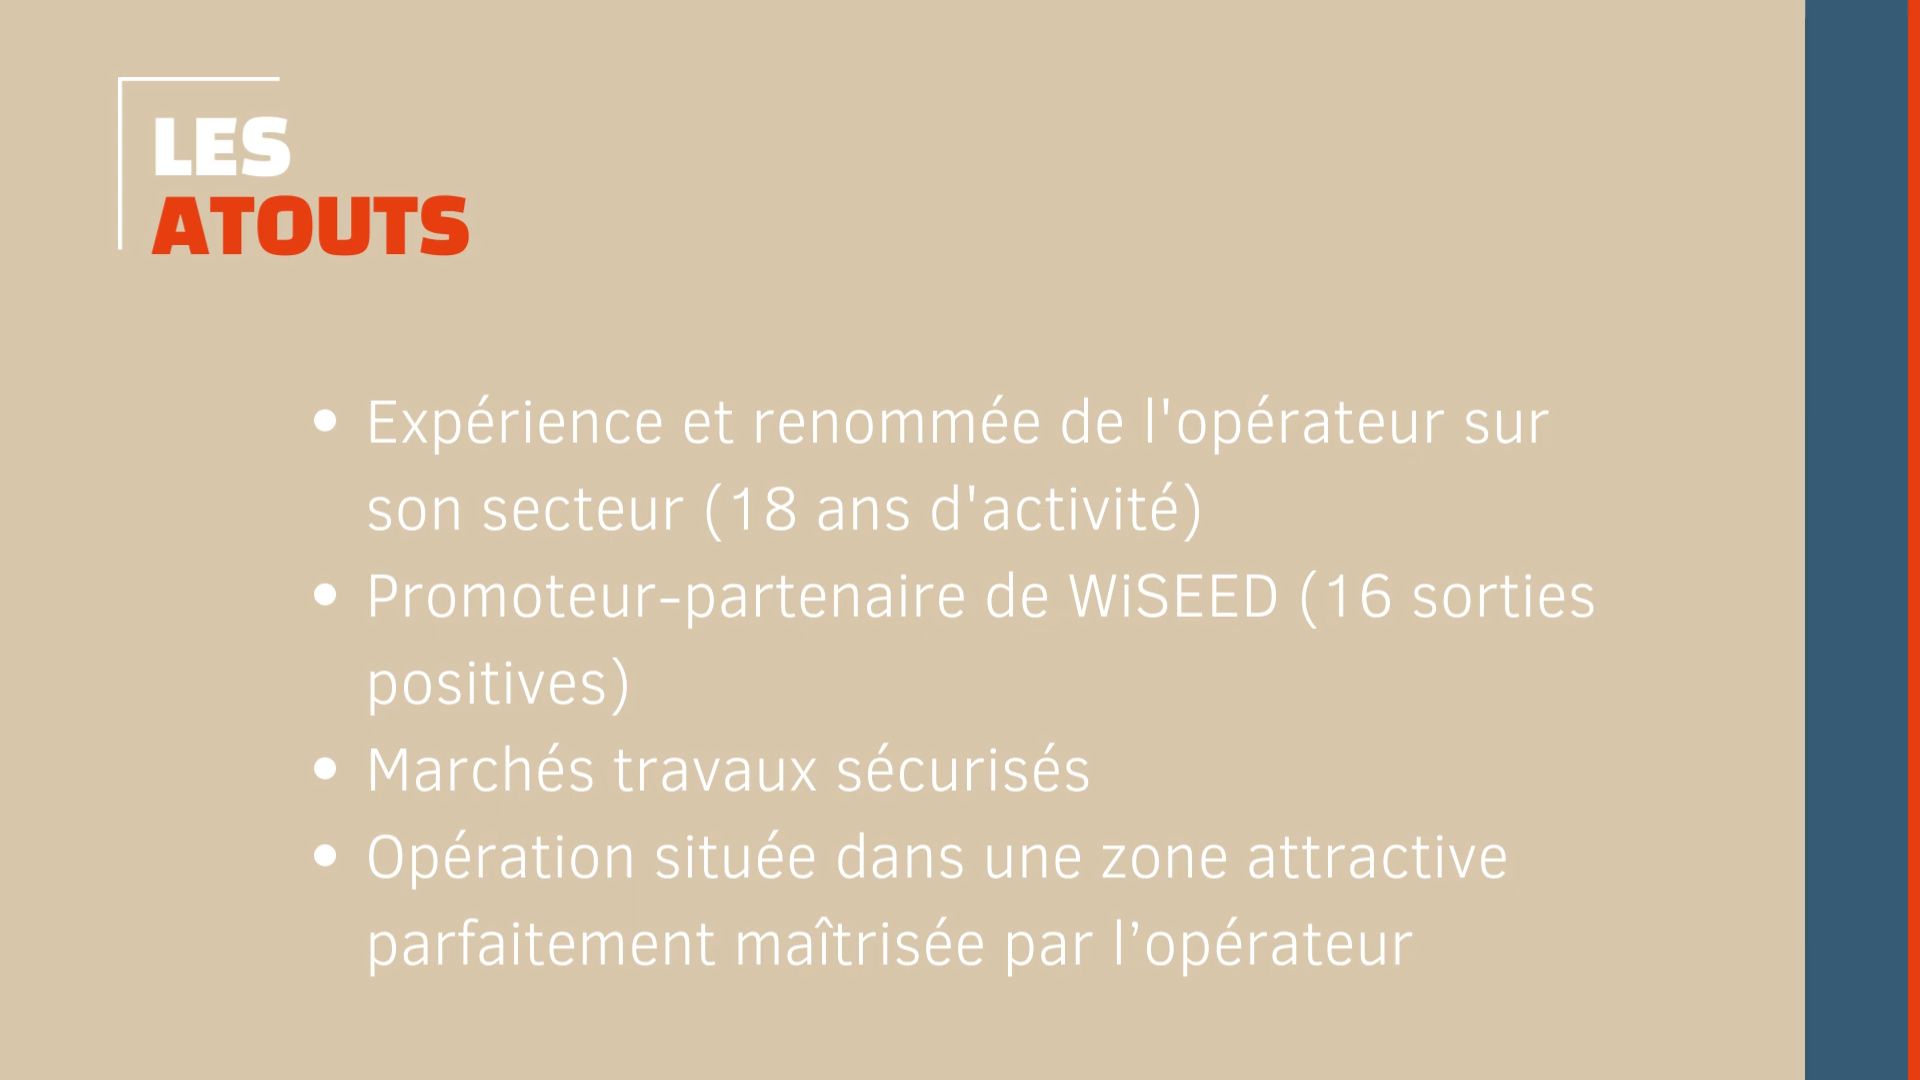 LES
ATOUTS
• Expérience et renommée de l'opérateur sur
son secteur (18 ans d'activité)
• Promoteur-partenaire de WiSEED (16 sorties
positives)
• Marchés travaux sécurisés
• Opération située dans une zone attractive
parfaitement maîtrisée par l’opérateur